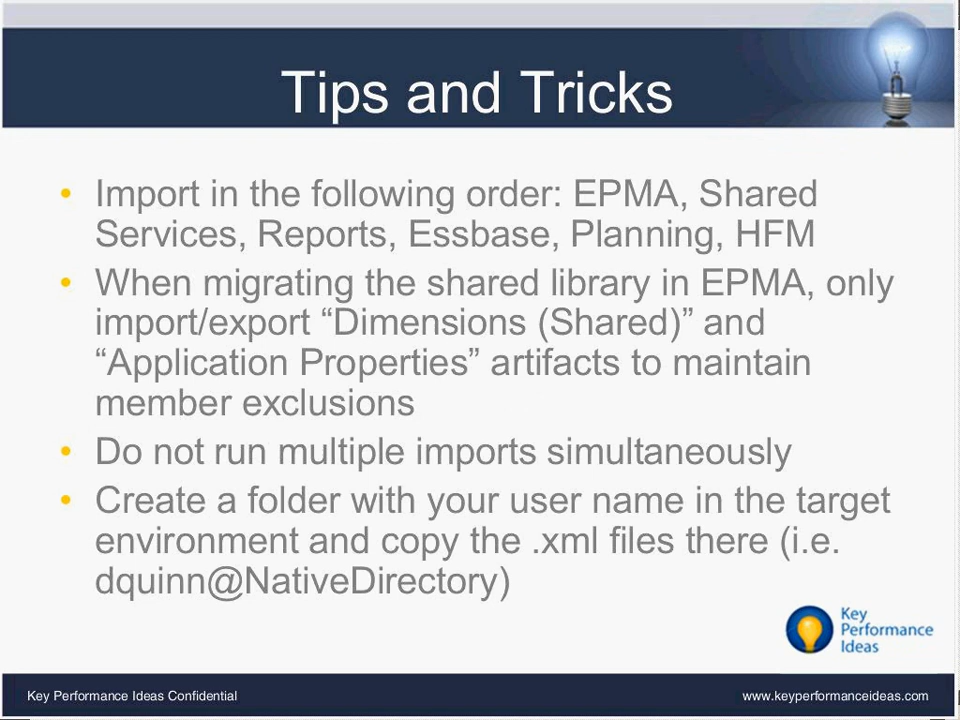 Tips and Tricks
• Import in the following order: EPMA, Shared
Services, Reports, Essbase, Planning, HFM
• When migrating the shared library in EPMA, only
import/export “Dimensions (Shared)” and
“Application Properties” artifacts to maintain
member exclusions
• Do not run multiple imports simultaneously
• Create a folder with your user name in the target
environment and copy the .xml files there (i.e.
dquinn@NativeDirectory)
Key
Performance
Ideas
Key Performance Ideas Confidential
www.keyperformanceideas.com